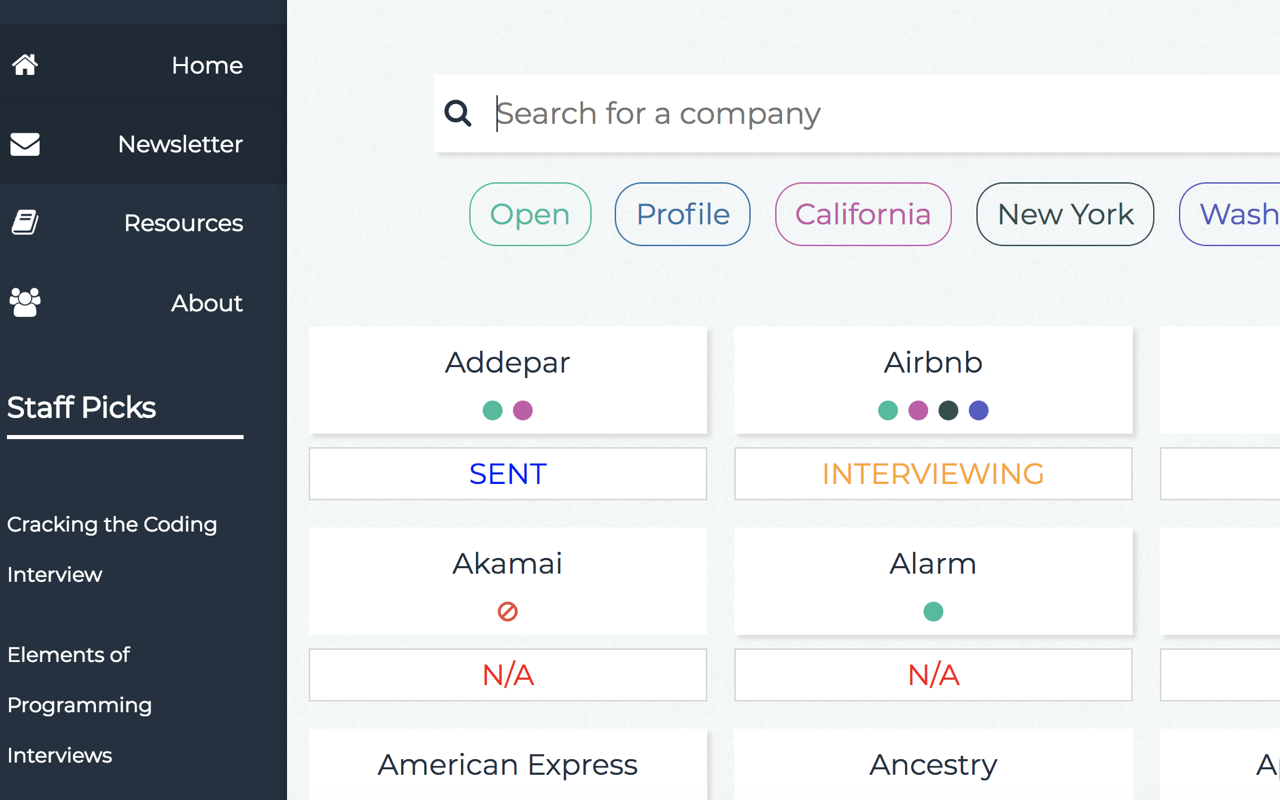 Home
Newsletter
Resources
About
Staff Picks
Cracking the Coding
Interview
Elements of
Programming
Interviews
Search for a company
Open
Profile
California
New York
Wash
Addepar
Airbnb
SENT
INTERVIEWING
Akamai
Alarm
N/A
N/A
American Express
Ancestry